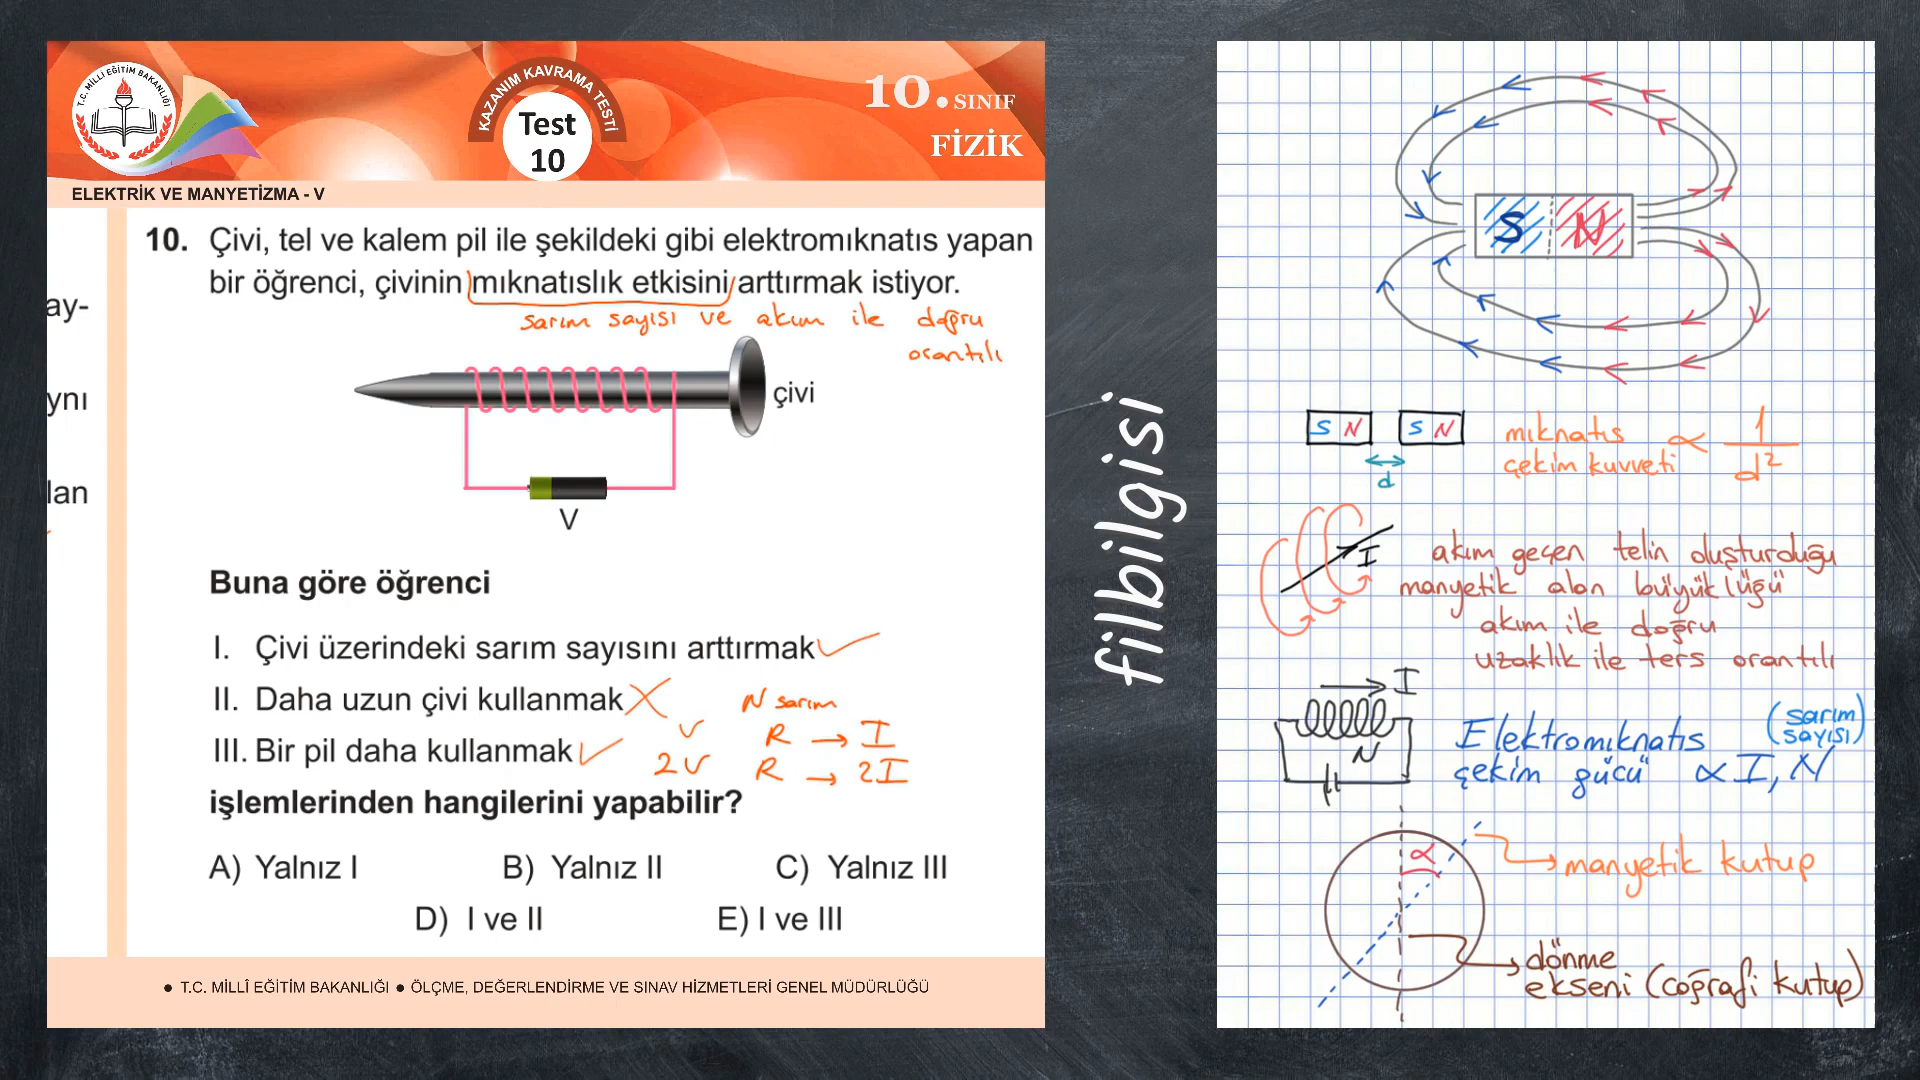 T.C. MİLLÎ EĞİTİM BAKANLIĞI
KAZANIM KAVRAMA TESTİ
Test
10
10. SINIF
FİZİK
ELEKTRİK VE MANYETİZMA - V
ay-
ynı
lan
10. Çivi, tel ve kalem pil ile şekildeki gibi elektromıknatıs yapan
bir öğrenci, çivinin mıknatıslık etkisini arttırmak istiyor.
sarım sayısı ve akım ile doğru
orantılı
çivi
V
Buna göre öğrenci
I. Çivi üzerindeki sarım sayısını arttırmak
II. Daha uzun çivi kullanmak
N sarım
III. Bir pil daha kullanmak
V R → I
2V R → 2I
işlemlerinden hangilerini yapabilir?
A) Yalnız I B) Yalnız II C) Yalnız III
D) I ve II E) I ve III
● T.C. MİLLÎ EĞİTİM BAKANLIĞI ● ÖLÇME, DEĞERLENDİRME VE SINAV HİZMETLERİ GENEL MÜDÜRLÜĞÜ
filbilgisi
S N
S N S N
d
mıknatıs
çekim kuvveti ∝ 1/d²
I
akım geçen telin oluşturduğu
manyetik alan büyüklüğü
akım ile doğru
uzaklık ile ters orantılı
I
N
Elektromıknatıs (sarım
sayısı)
çekim gücü ∝ I, N
α
manyetik kutup
dönme
ekseni (coğrafi kutup)